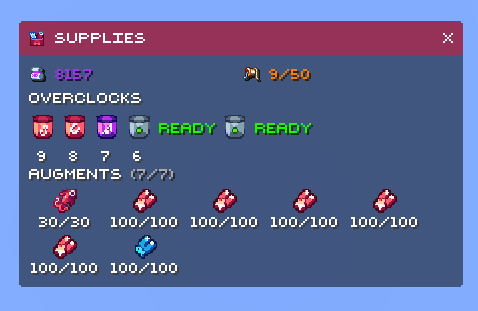 SUPPLIES X
8157 9/50
OVERCLOCKS
READY READY
9 8 7 6
AUGMENTS (7/7)
30/30 100/100 100/100 100/100 100/100
100/100 100/100